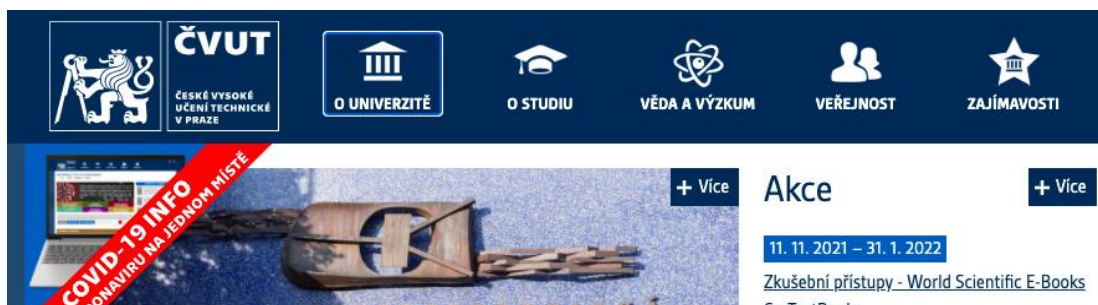 ČVUT
ČESKÉ VYSOKÉ
UČENÍ TECHNICKÉ
V PRAZE
O UNIVERZITĚ
O STUDIU
VĚDA A VÝZKUM
VEŘEJNOST
ZAJÍMAVOSTI
COVID-19 INFO
NA JEDNOM MÍSTĚ
+ Více
Akce
+ Více
11. 11. 2021 – 31. 1. 2022
Zkušební přístupy - World Scientific E-Books